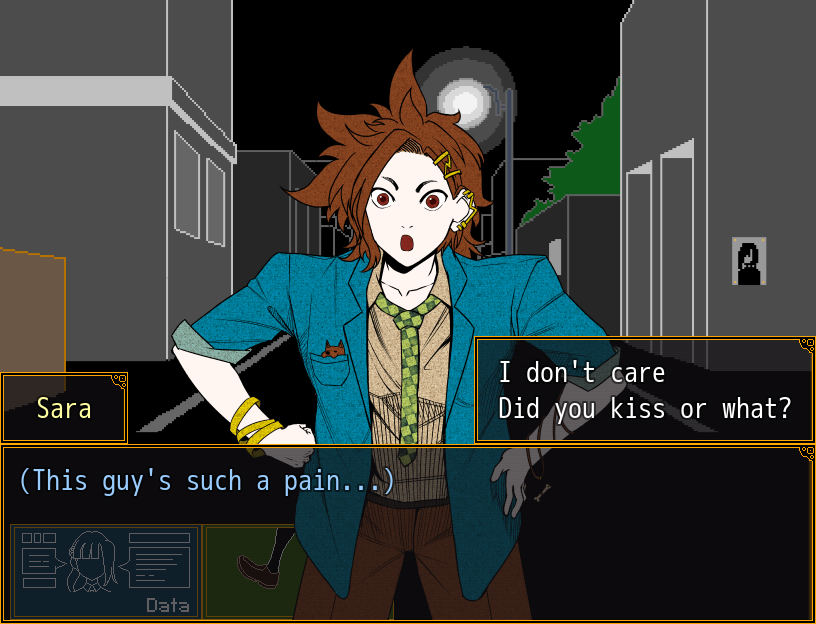 I don't care
Did you kiss or what?
Sara
(This guy's such a pain...)
Data